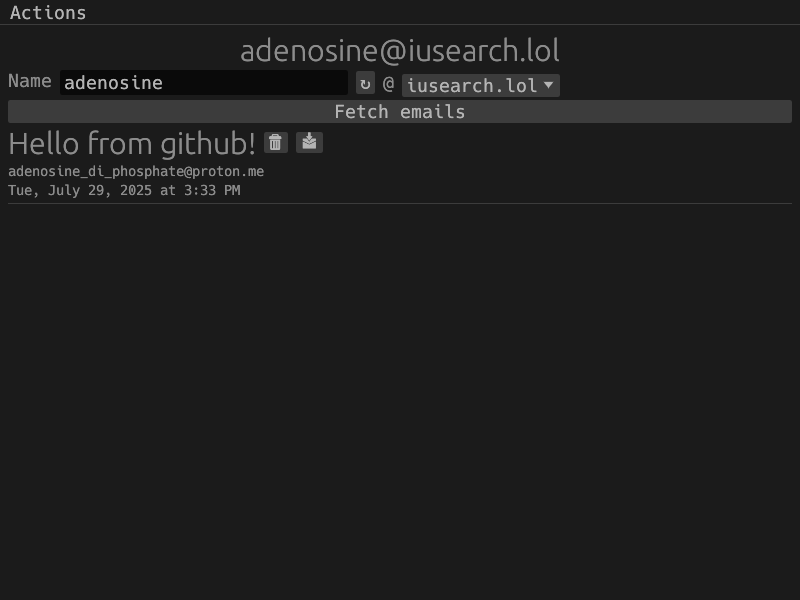 Actions
adenosine@iusearch.lol
Name adenosine ↻ @ iusearch.lol
Fetch emails
Hello from github!
adenosine_di_phosphate@proton.me
Tue, July 29, 2025 at 3:33 PM